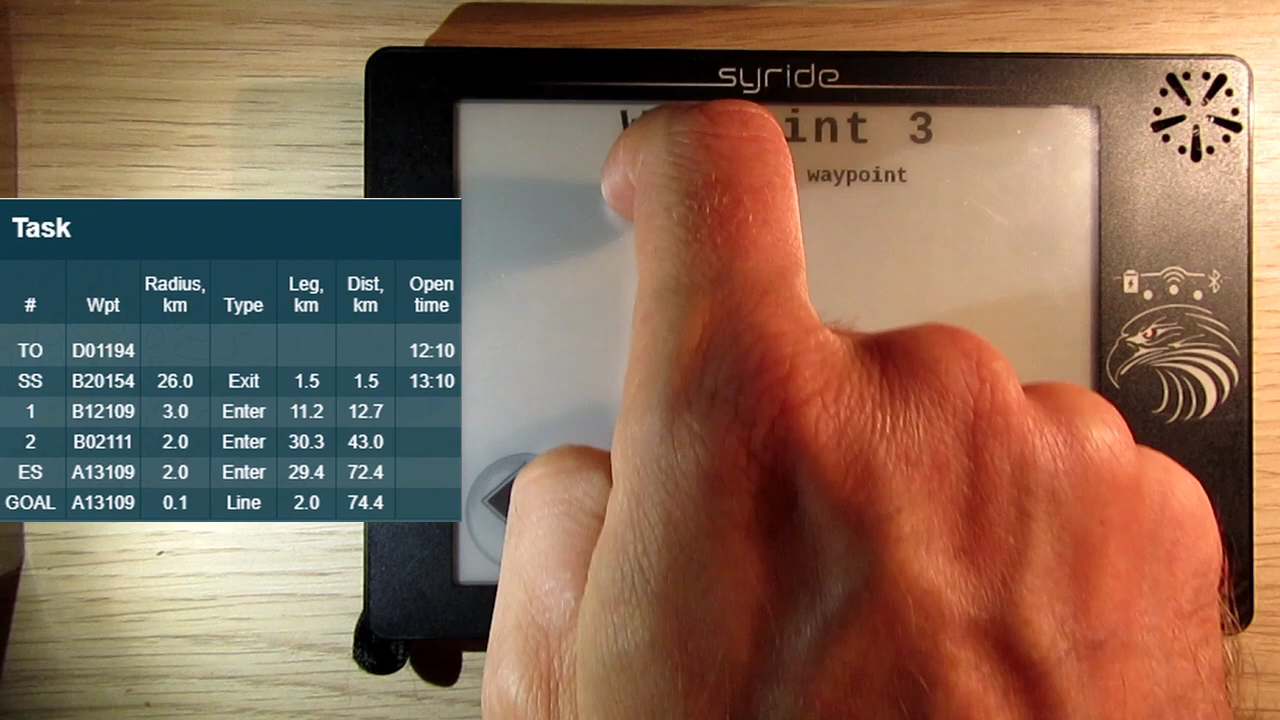 syride
int 3
waypoint
Task
# Wpt Radius, km Type Leg, km Dist, km Open time
TO D01194 12:10
SS B20154 26.0 Exit 1.5 1.5 13:10
1 B12109 3.0 Enter 11.2 12.7
2 B02111 2.0 Enter 30.3 43.0
ES A13109 2.0 Enter 29.4 72.4
GOAL A13109 0.1 Line 2.0 74.4